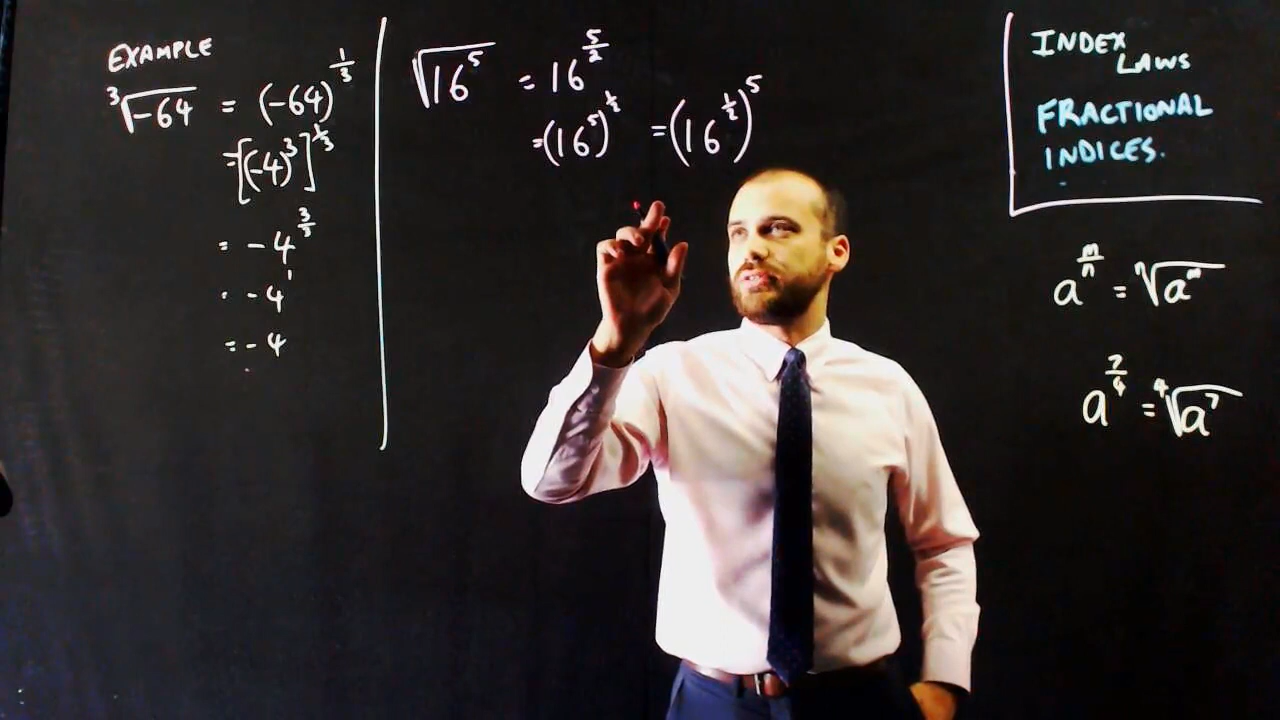 EXAMPLE
∛-64 = (-64)^(1/3)
= [(-4)³]^(1/3)
= -4^(3/3)
= -4¹
= -4
√16⁵ = 16^(5/2)
= (16⁵)^(1/2) = (16^(1/2))⁵
INDEX
LAWS
FRACTIONAL
INDICES.
a^(m/n) = ⁿ√aᵐ
a^(7/4) = ⁴√a⁷